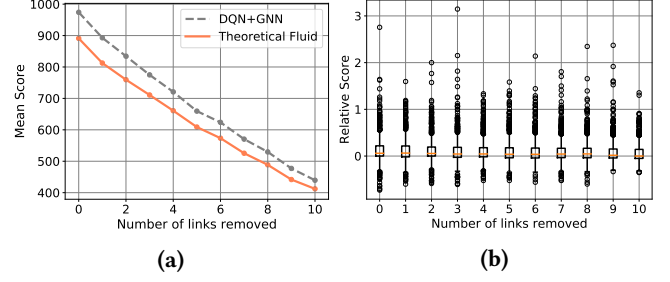 1000
900
800
700
600
500
400
Mean Score
DQN+GNN
Theoretical Fluid
0 2 4 6 8 10
Number of links removed
(a)
3
2
1
0
Relative Score
0 1 2 3 4 5 6 7 8 9 10
Number of links removed
(b)